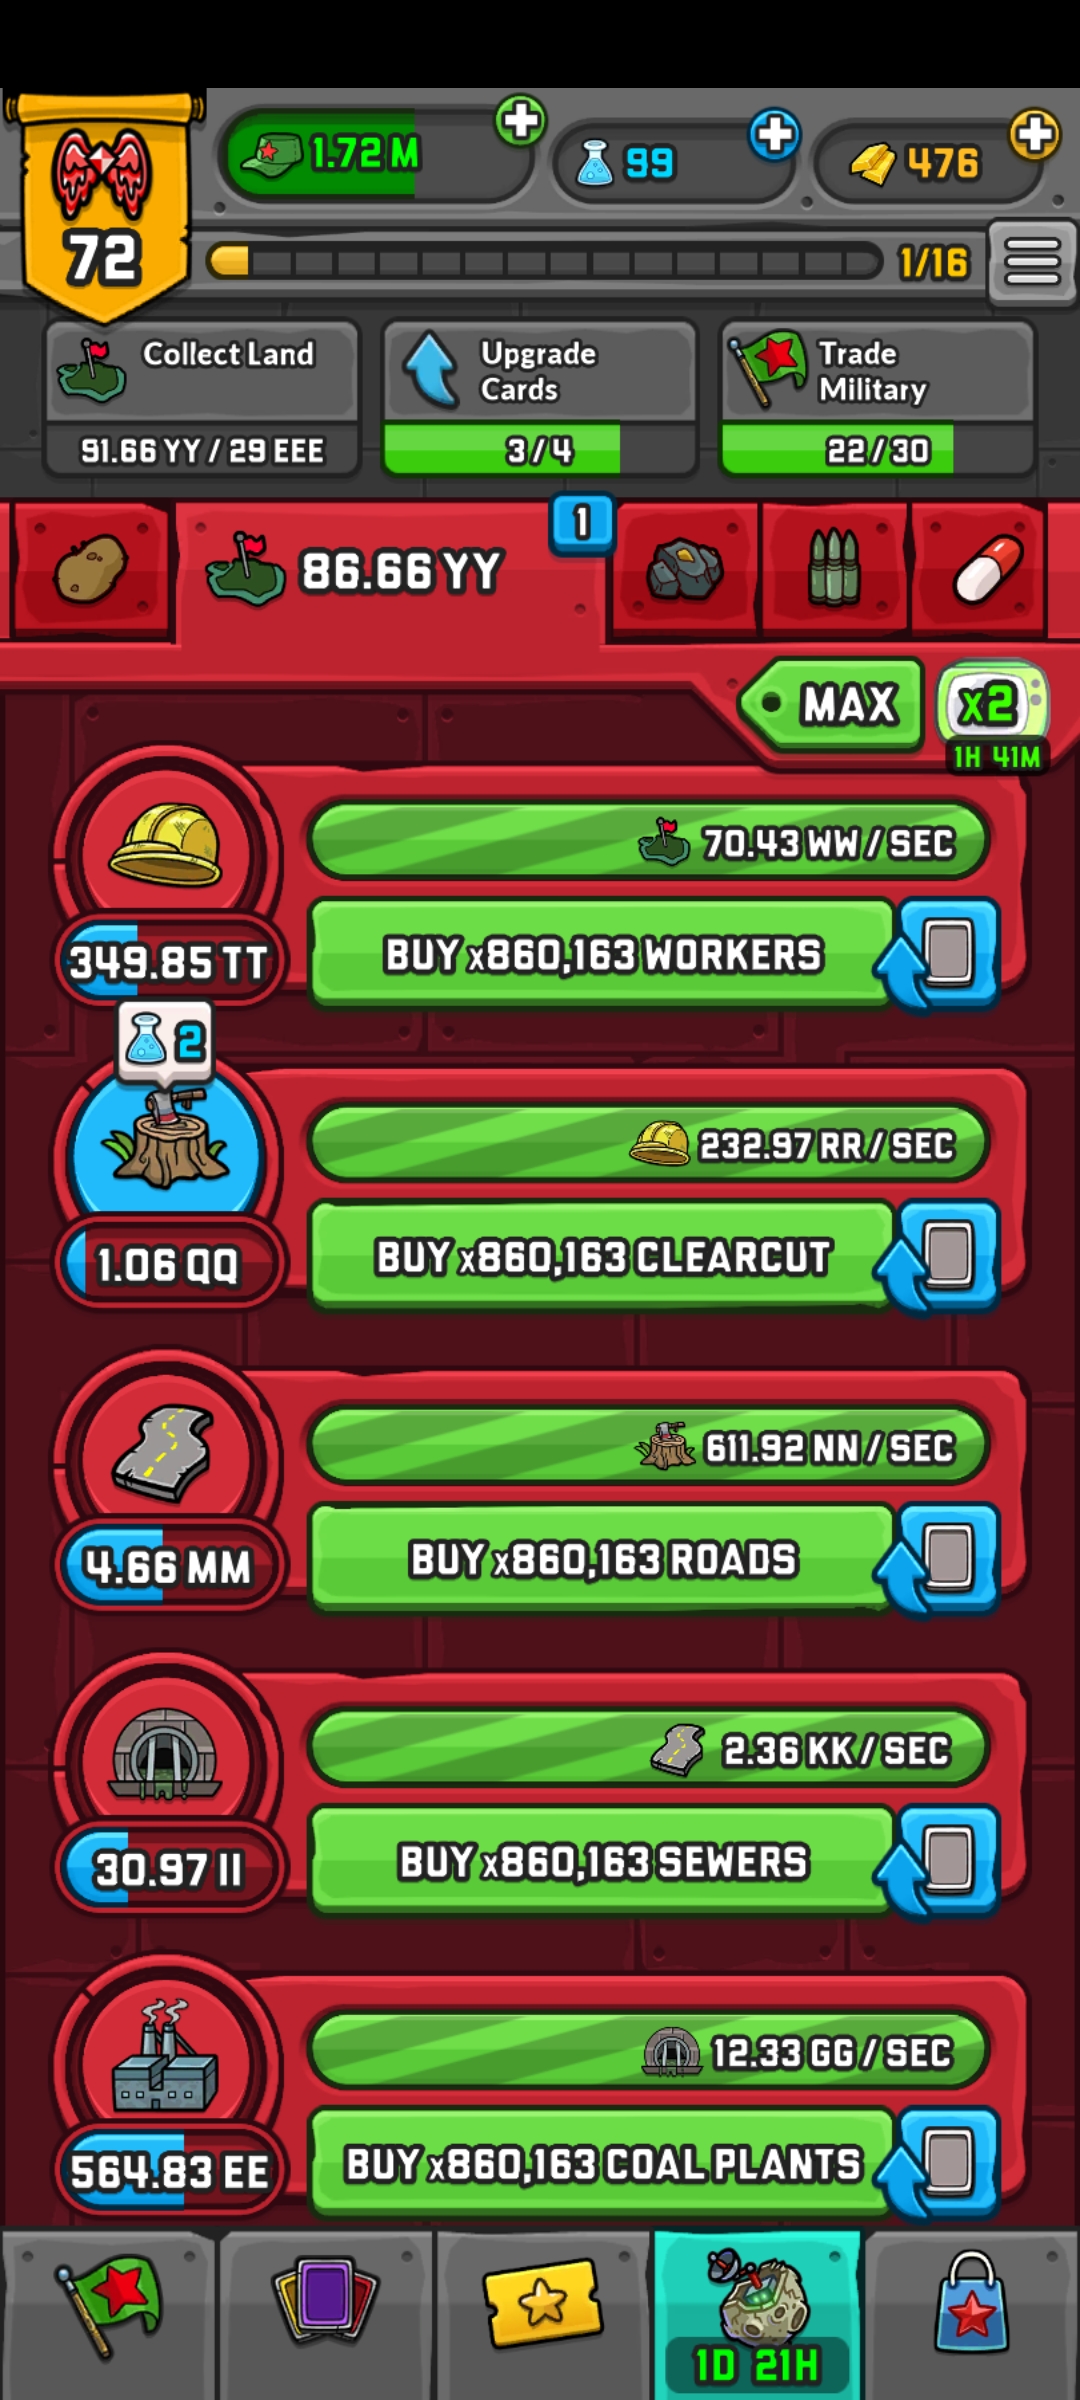 72
1.72 M
99
476
1/16
Collect Land
91.66 YY / 29 EEE
Upgrade
Cards
3/4
Trade
Military
22/30
86.66 YY
1
MAX
x2
1H 41M
70.43 WW / SEC
349.85 TT
BUY x860,163 WORKERS
2
232.97 RR / SEC
1.06 QQ
BUY x860,163 CLEARCUT
611.92 NN / SEC
4.66 MM
BUY x860,163 ROADS
2.36 KK / SEC
30.97 II
BUY x860,163 SEWERS
12.33 GG / SEC
564.83 EE
BUY x860,163 COAL PLANTS
1D 21H